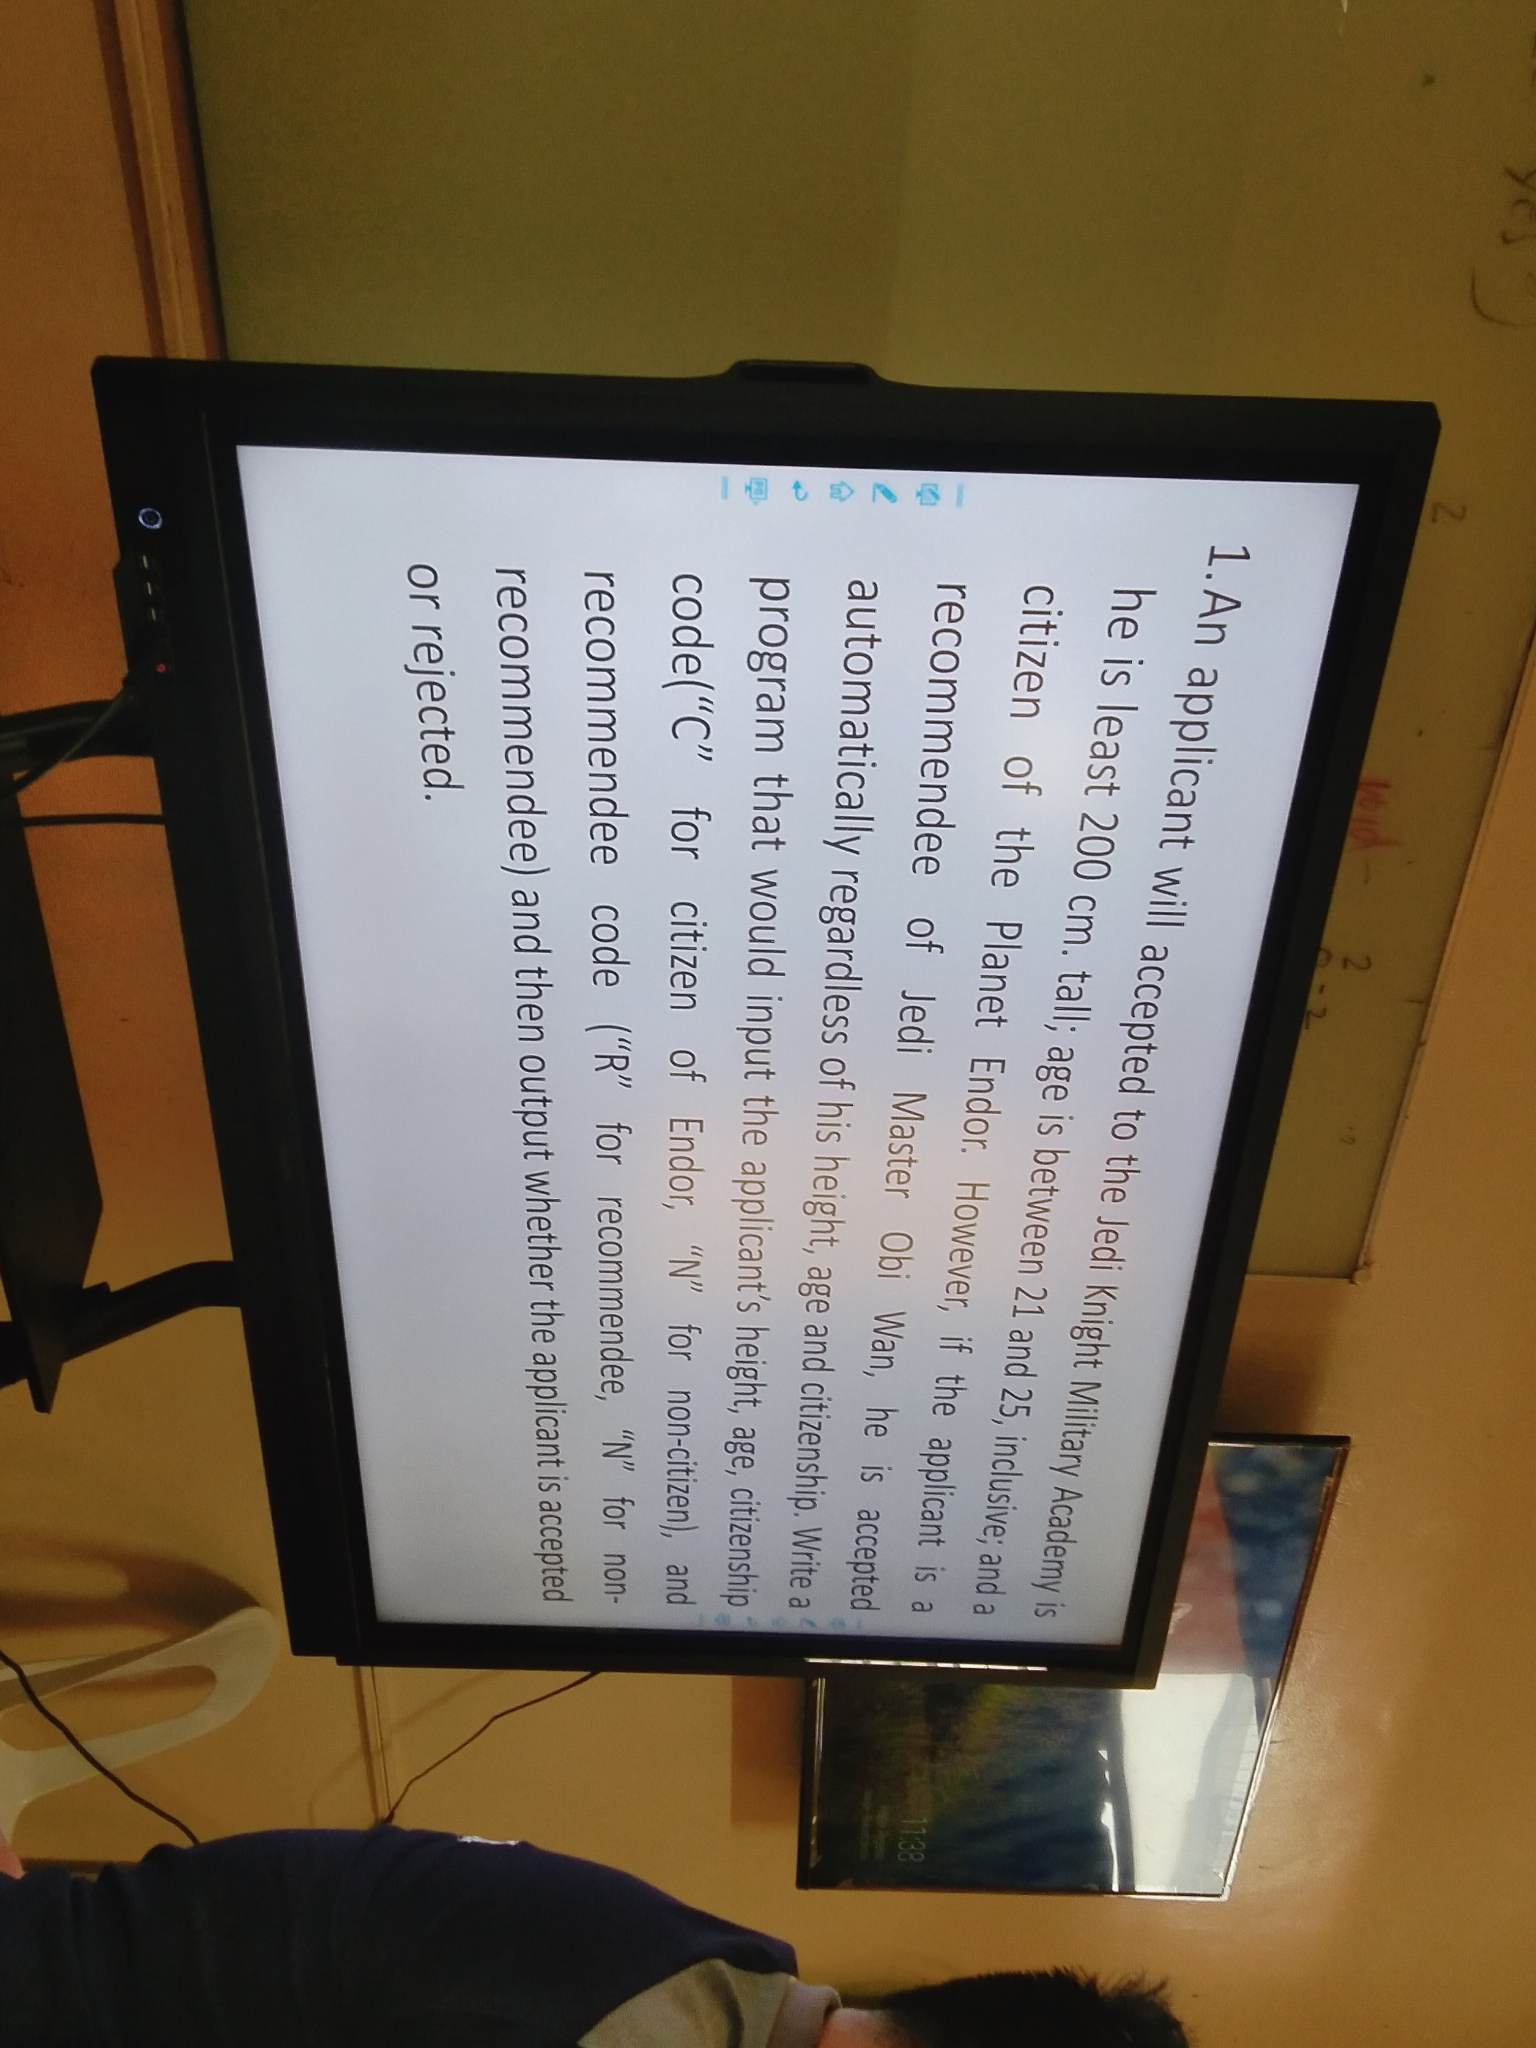 yes")
2
void - 2
0 - 2
1. An applicant will accepted to the Jedi Knight Military Academy is
he is least 200 cm. tall; age is between 21 and 25, inclusive; and a
citizen of the Planet Endor. However, if the applicant is a
recommendee of Jedi Master Obi Wan, he is accepted
automatically regardless of his height, age and citizenship. Write a
program that would input the applicant's height, age, citizenship
code("C" for citizen of Endor, "N" for non-citizen), and
recommendee code ("R" for recommendee, "N" for non-
recommendee) and then output whether the applicant is accepted
or rejected.
11:38